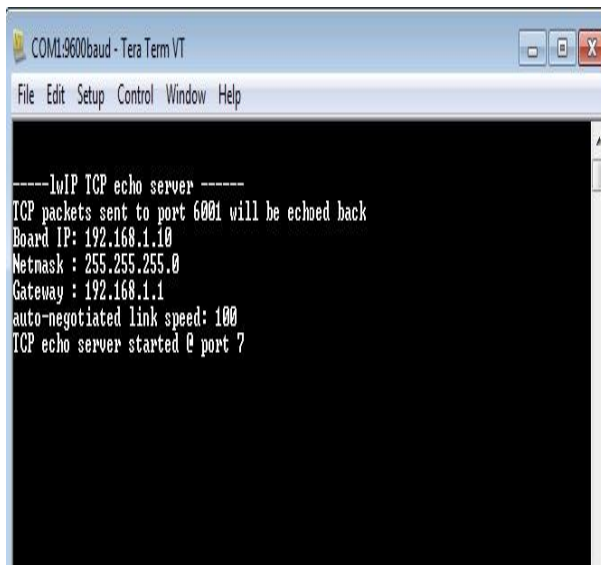 COM1:9600baud - Tera Term VT
File Edit Setup Control Window Help
-----lwIP TCP echo server ------
TCP packets sent to port 6001 will be echoed back
Board IP: 192.168.1.10
Netmask : 255.255.255.0
Gateway : 192.168.1.1
auto-negotiated link speed: 100
TCP echo server started @ port 7